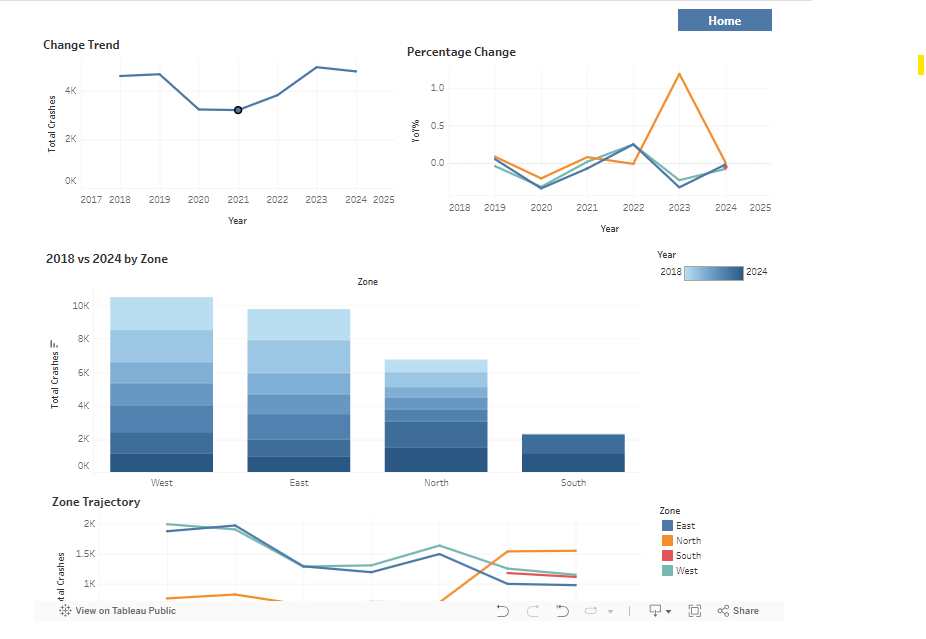 Home
Change Trend
Total Crashes
4K
2K
0K
2017 2018 2019 2020 2021 2022 2023 2024 2025
Year
Percentage Change
YoY%
1.0
0.5
0.0
2018 2019 2020 2021 2022 2023 2024 2025
Year
2018 vs 2024 by Zone
Year
2018 2024
Zone
Total Crashes
10K
8K
6K
4K
2K
0K
West East North South
Zone Trajectory
tal Crashes
2K
1.5K
1K
Zone
East
North
South
West
View on Tableau Public
Share